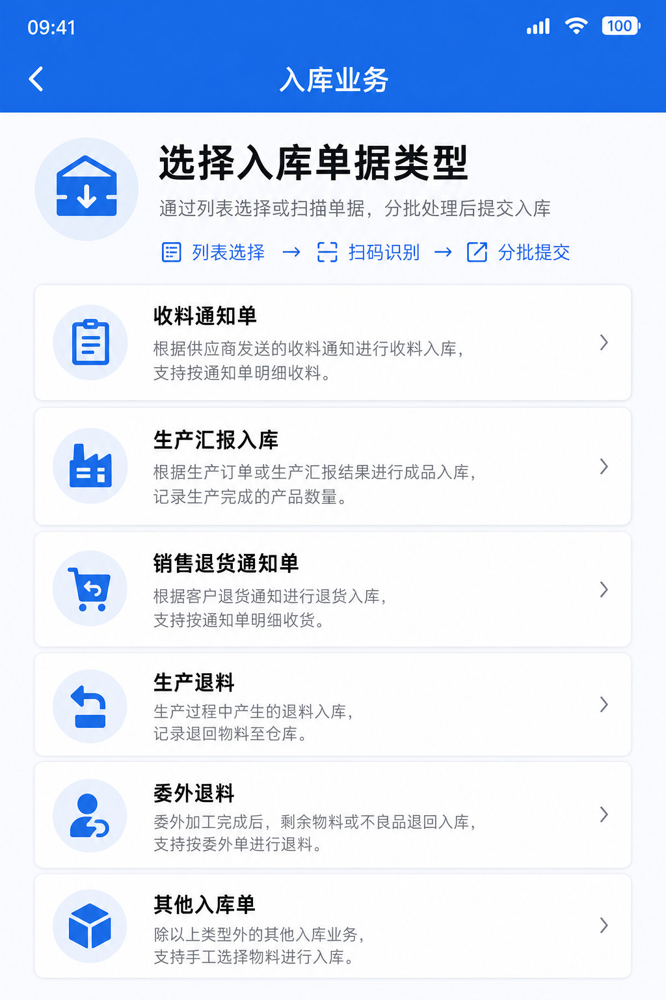 09:41
100
入库业务
选择入库单据类型
通过列表选择或扫描单据，分批处理后提交入库
列表选择 → 扫码识别 → 分批提交
收料通知单
根据供应商发送的收料通知进行收料入库，
支持按通知单明细收料。
生产汇报入库
根据生产订单或生产汇报结果进行成品入库，
记录生产完成的产品数量。
销售退货通知单
根据客户退货通知进行退货入库，
支持按通知单明细收货。
生产退料
生产过程中产生的退料入库，
记录退回物料至仓库。
委外退料
委外加工完成后，剩余物料或不良品退回入库，
支持按委外单进行退料。
其他入库单
除以上类型外的其他入库业务，
支持手工选择物料进行入库。